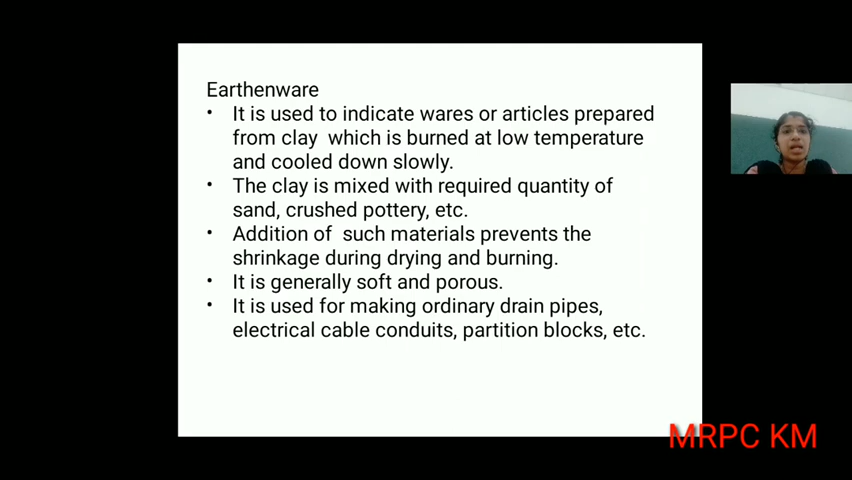 Earthenware
• It is used to indicate wares or articles prepared
from clay which is burned at low temperature
and cooled down slowly.
• The clay is mixed with required quantity of
sand, crushed pottery, etc.
• Addition of such materials prevents the
shrinkage during drying and burning.
• It is generally soft and porous.
• It is used for making ordinary drain pipes,
electrical cable conduits, partition blocks, etc.
MRPC KM